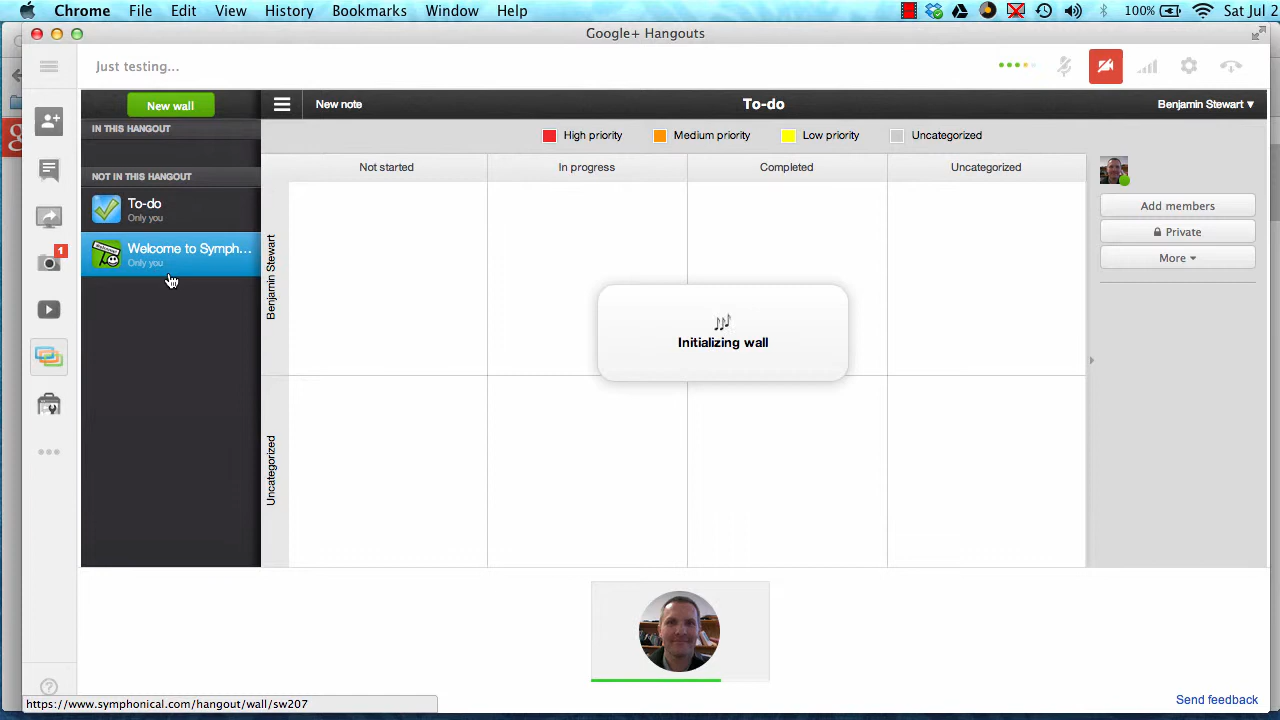 Chrome File Edit View History Bookmarks Window Help 100% Sat Jul 2
Google+ Hangouts
Just testing...
New wall
New note
To-do
Benjamin Stewart ▼
IN THIS HANGOUT
High priority
Medium priority
Low priority
Uncategorized
NOT IN THIS HANGOUT
Not started
In progress
Completed
Uncategorized
To-do
Only you
Welcome to Symph...
Only you
1
Benjamin Stewart
Uncategorized
Initializing wall
Add members
Private
More ▾
https://www.symphonical.com/hangout/wall/sw207
Send feedback